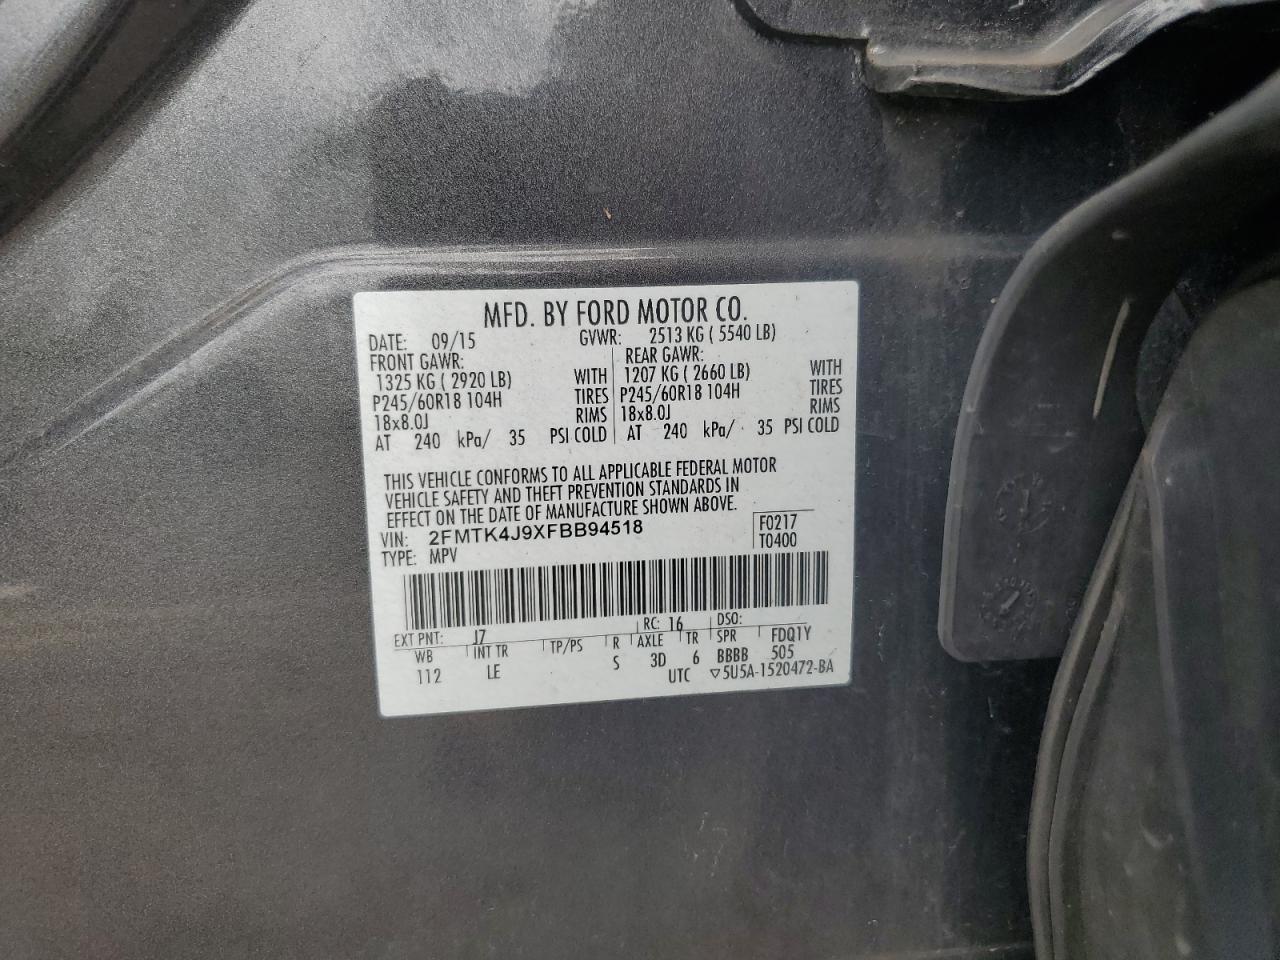 MFD. BY FORD MOTOR CO.
DATE: 09/15 GVWR: 2513 KG ( 5540 LB)
FRONT GAWR: REAR GAWR:
1325 KG ( 2920 LB) WITH 1207 KG ( 2660 LB) WITH
P245/60R18 104H TIRES P245/60R18 104H TIRES
18x8.0J RIMS 18x8.0J RIMS
AT 240 kPa/ 35 PSI COLD AT 240 kPa/ 35 PSI COLD
THIS VEHICLE CONFORMS TO ALL APPLICABLE FEDERAL MOTOR
VEHICLE SAFETY AND THEFT PREVENTION STANDARDS IN
EFFECT ON THE DATE OF MANUFACTURE SHOWN ABOVE.
VIN: 2FMTK4J9XFBB94518 F0217
TYPE: MPV T0400
EXT PNT: J7 RC: 16 DSO:
WB INT TR TP/PS R AXLE TR SPR FDQ1Y
112 LE S 3D 6 BBBB 505
UTC ▽5U5A-1520472-BA